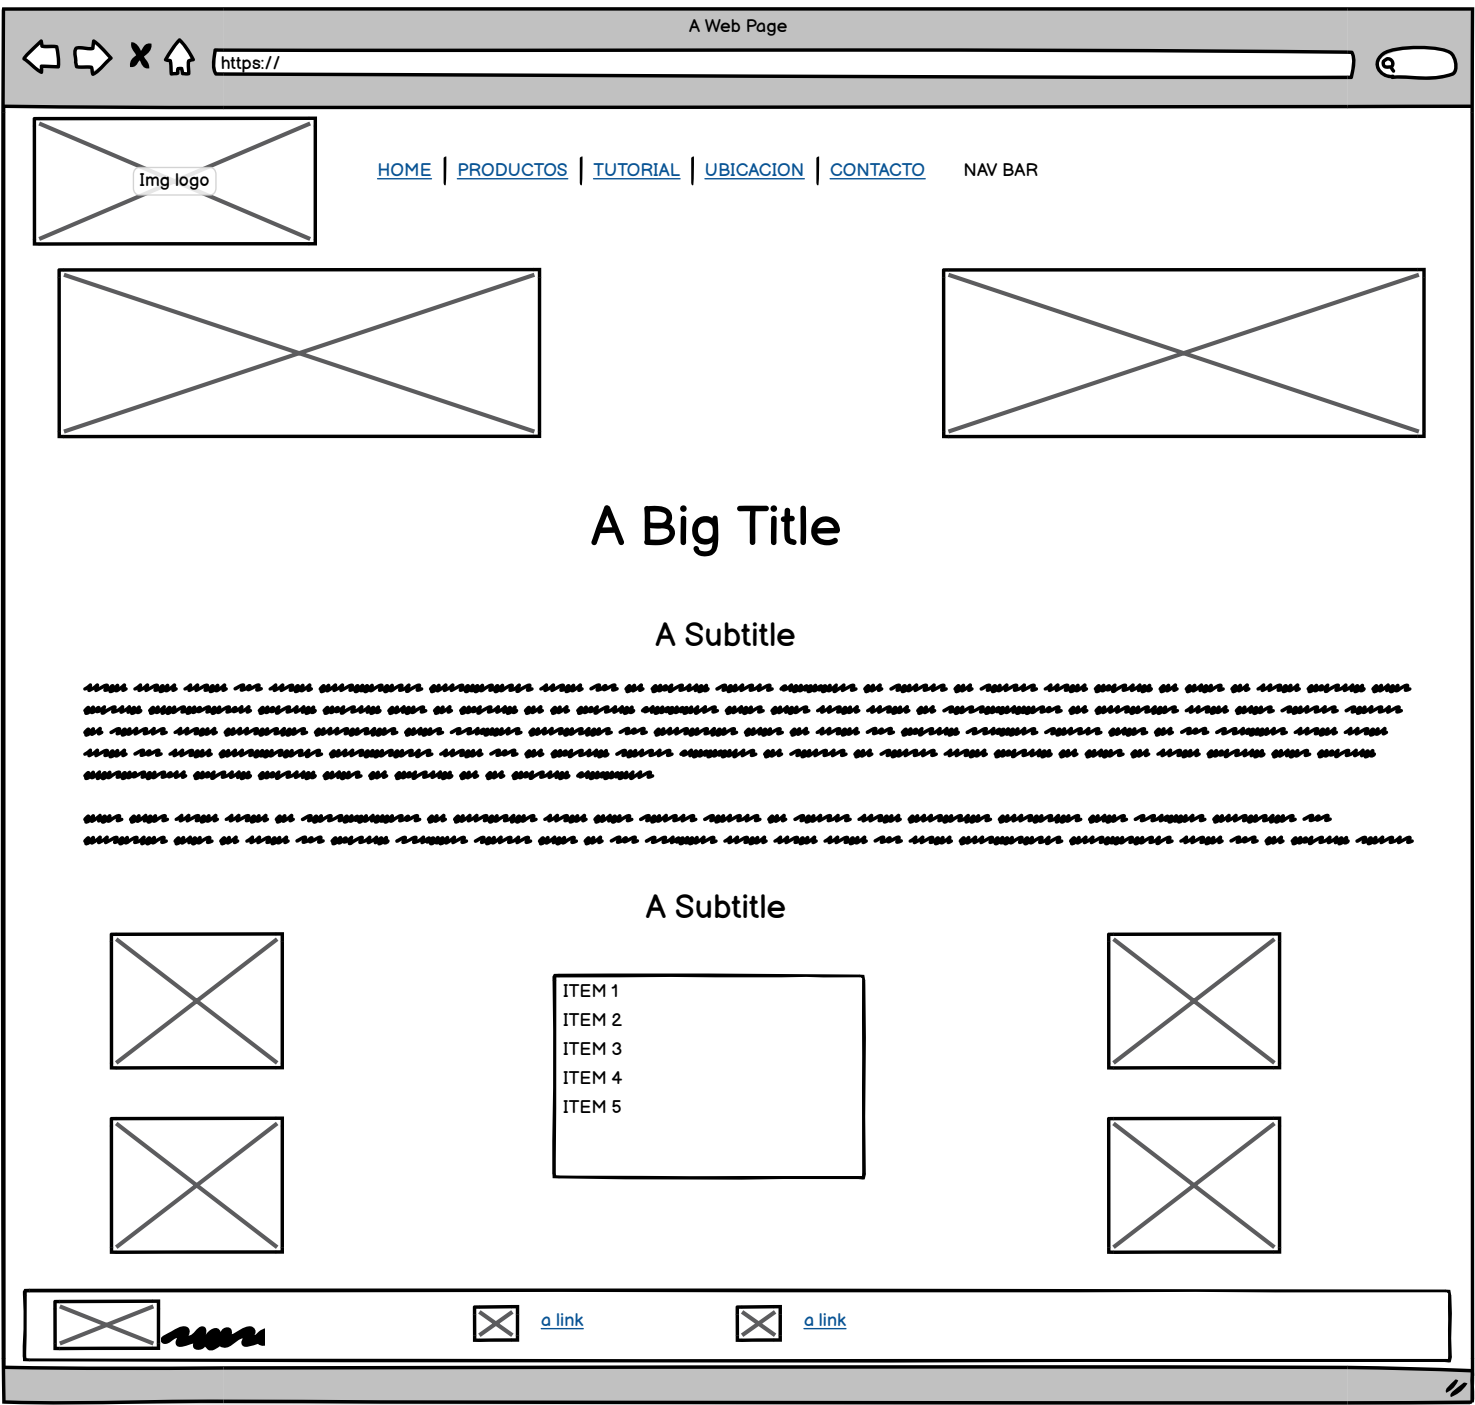 A Web Page
https://
Img logo
HOME | PRODUCTOS | TUTORIAL | UBICACION | CONTACTO NAV BAR
A Big Title
A Subtitle
A Subtitle
ITEM 1
ITEM 2
ITEM 3
ITEM 4
ITEM 5
a link
a link